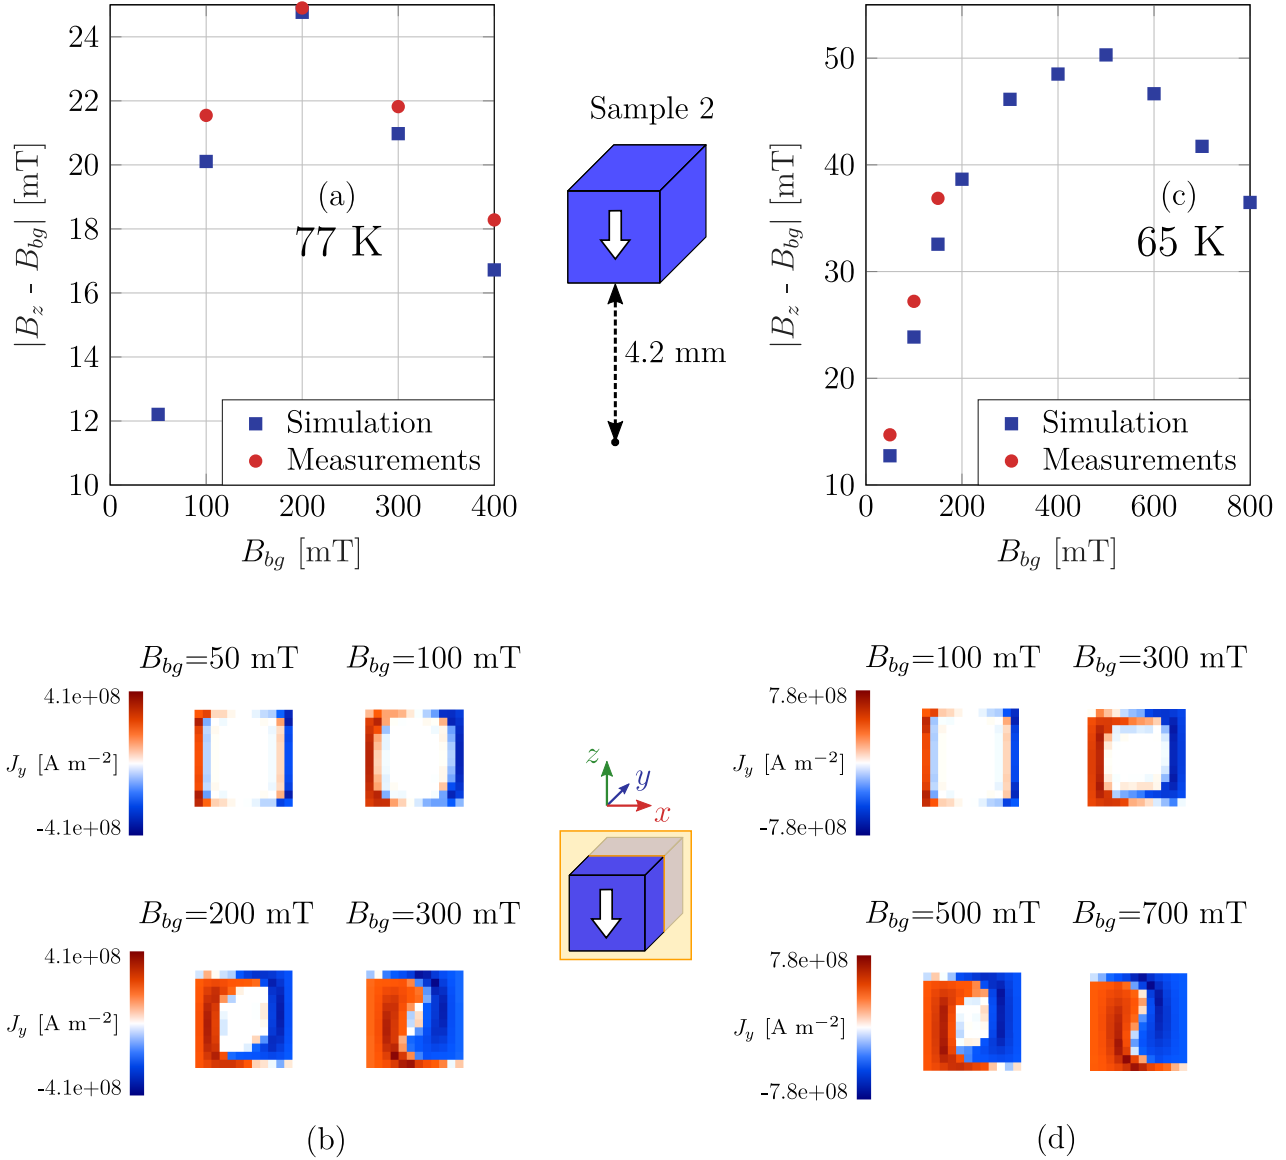 24
22
20
18
16
14
12
10
|B_z - B_bg| [mT]
(a)
77 K
Simulation
Measurements
0 100 200 300 400
B_bg [mT]
Sample 2
4.2 mm
50
40
30
20
10
|B_z - B_bg| [mT]
(c)
65 K
Simulation
Measurements
0 200 400 600 800
B_bg [mT]
B_bg=50 mT
B_bg=100 mT
4.1e+08
J_y [A m⁻²]
-4.1e+08
B_bg=200 mT
B_bg=300 mT
4.1e+08
J_y [A m⁻²]
-4.1e+08
(b)
z
y
x
B_bg=100 mT
B_bg=300 mT
7.8e+08
J_y [A m⁻²]
-7.8e+08
B_bg=500 mT
B_bg=700 mT
7.8e+08
J_y [A m⁻²]
-7.8e+08
(d)